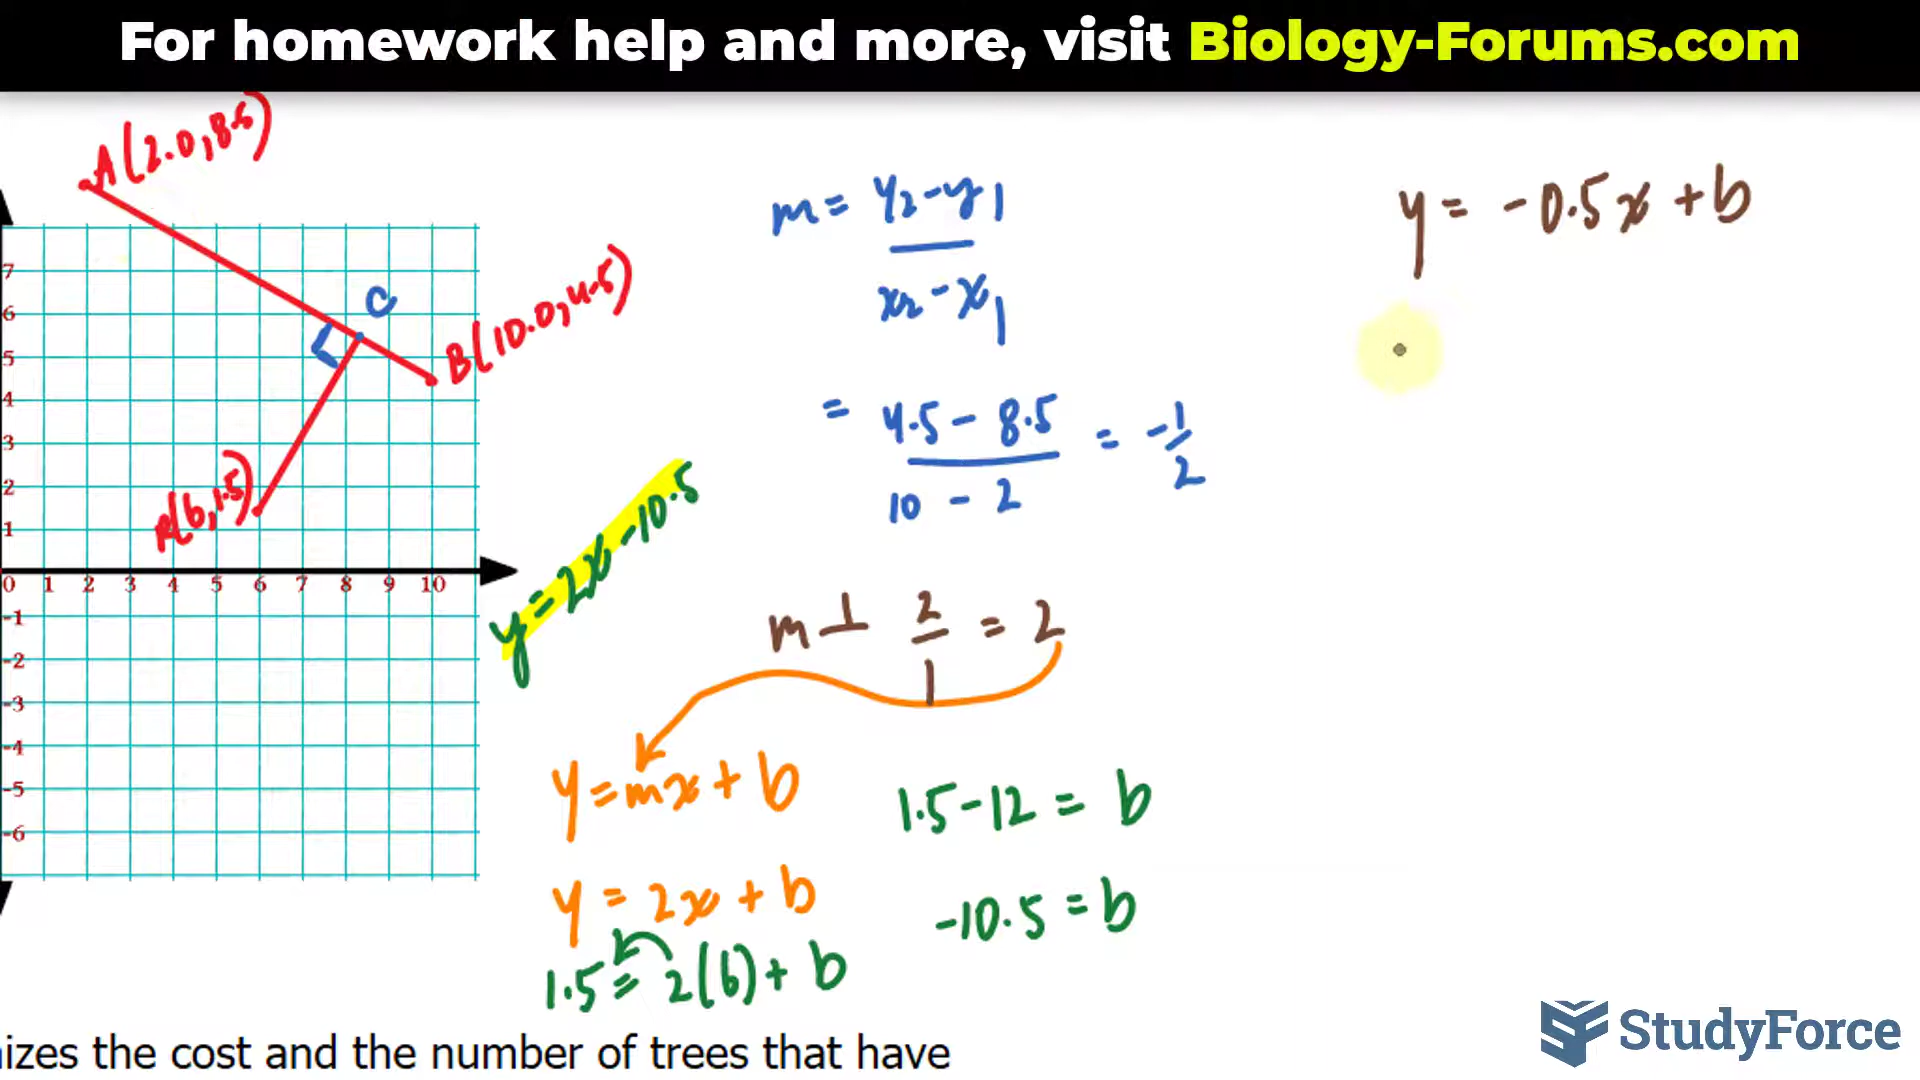 For homework help and more, visit Biology-Forums.com
A(2.0,8.5)
C
B(10.0,4.5)
(6,1.5)
7
6
5
4
3
2
1
0 1 2 3 4 5 6 7 8 9 10
-1
-2
-3
-4
-5
-6
y=2x-10.5
m= y2-y1
x2-x1
= 4.5-8.5 = -1
10-2 2
m⊥ 2 = 2
1
y=mx+b
y=2x+b
1.5=2(6)+b
1.5-12=b
-10.5=b
y= -0.5x+b
izes the cost and the number of trees that have
StudyForce